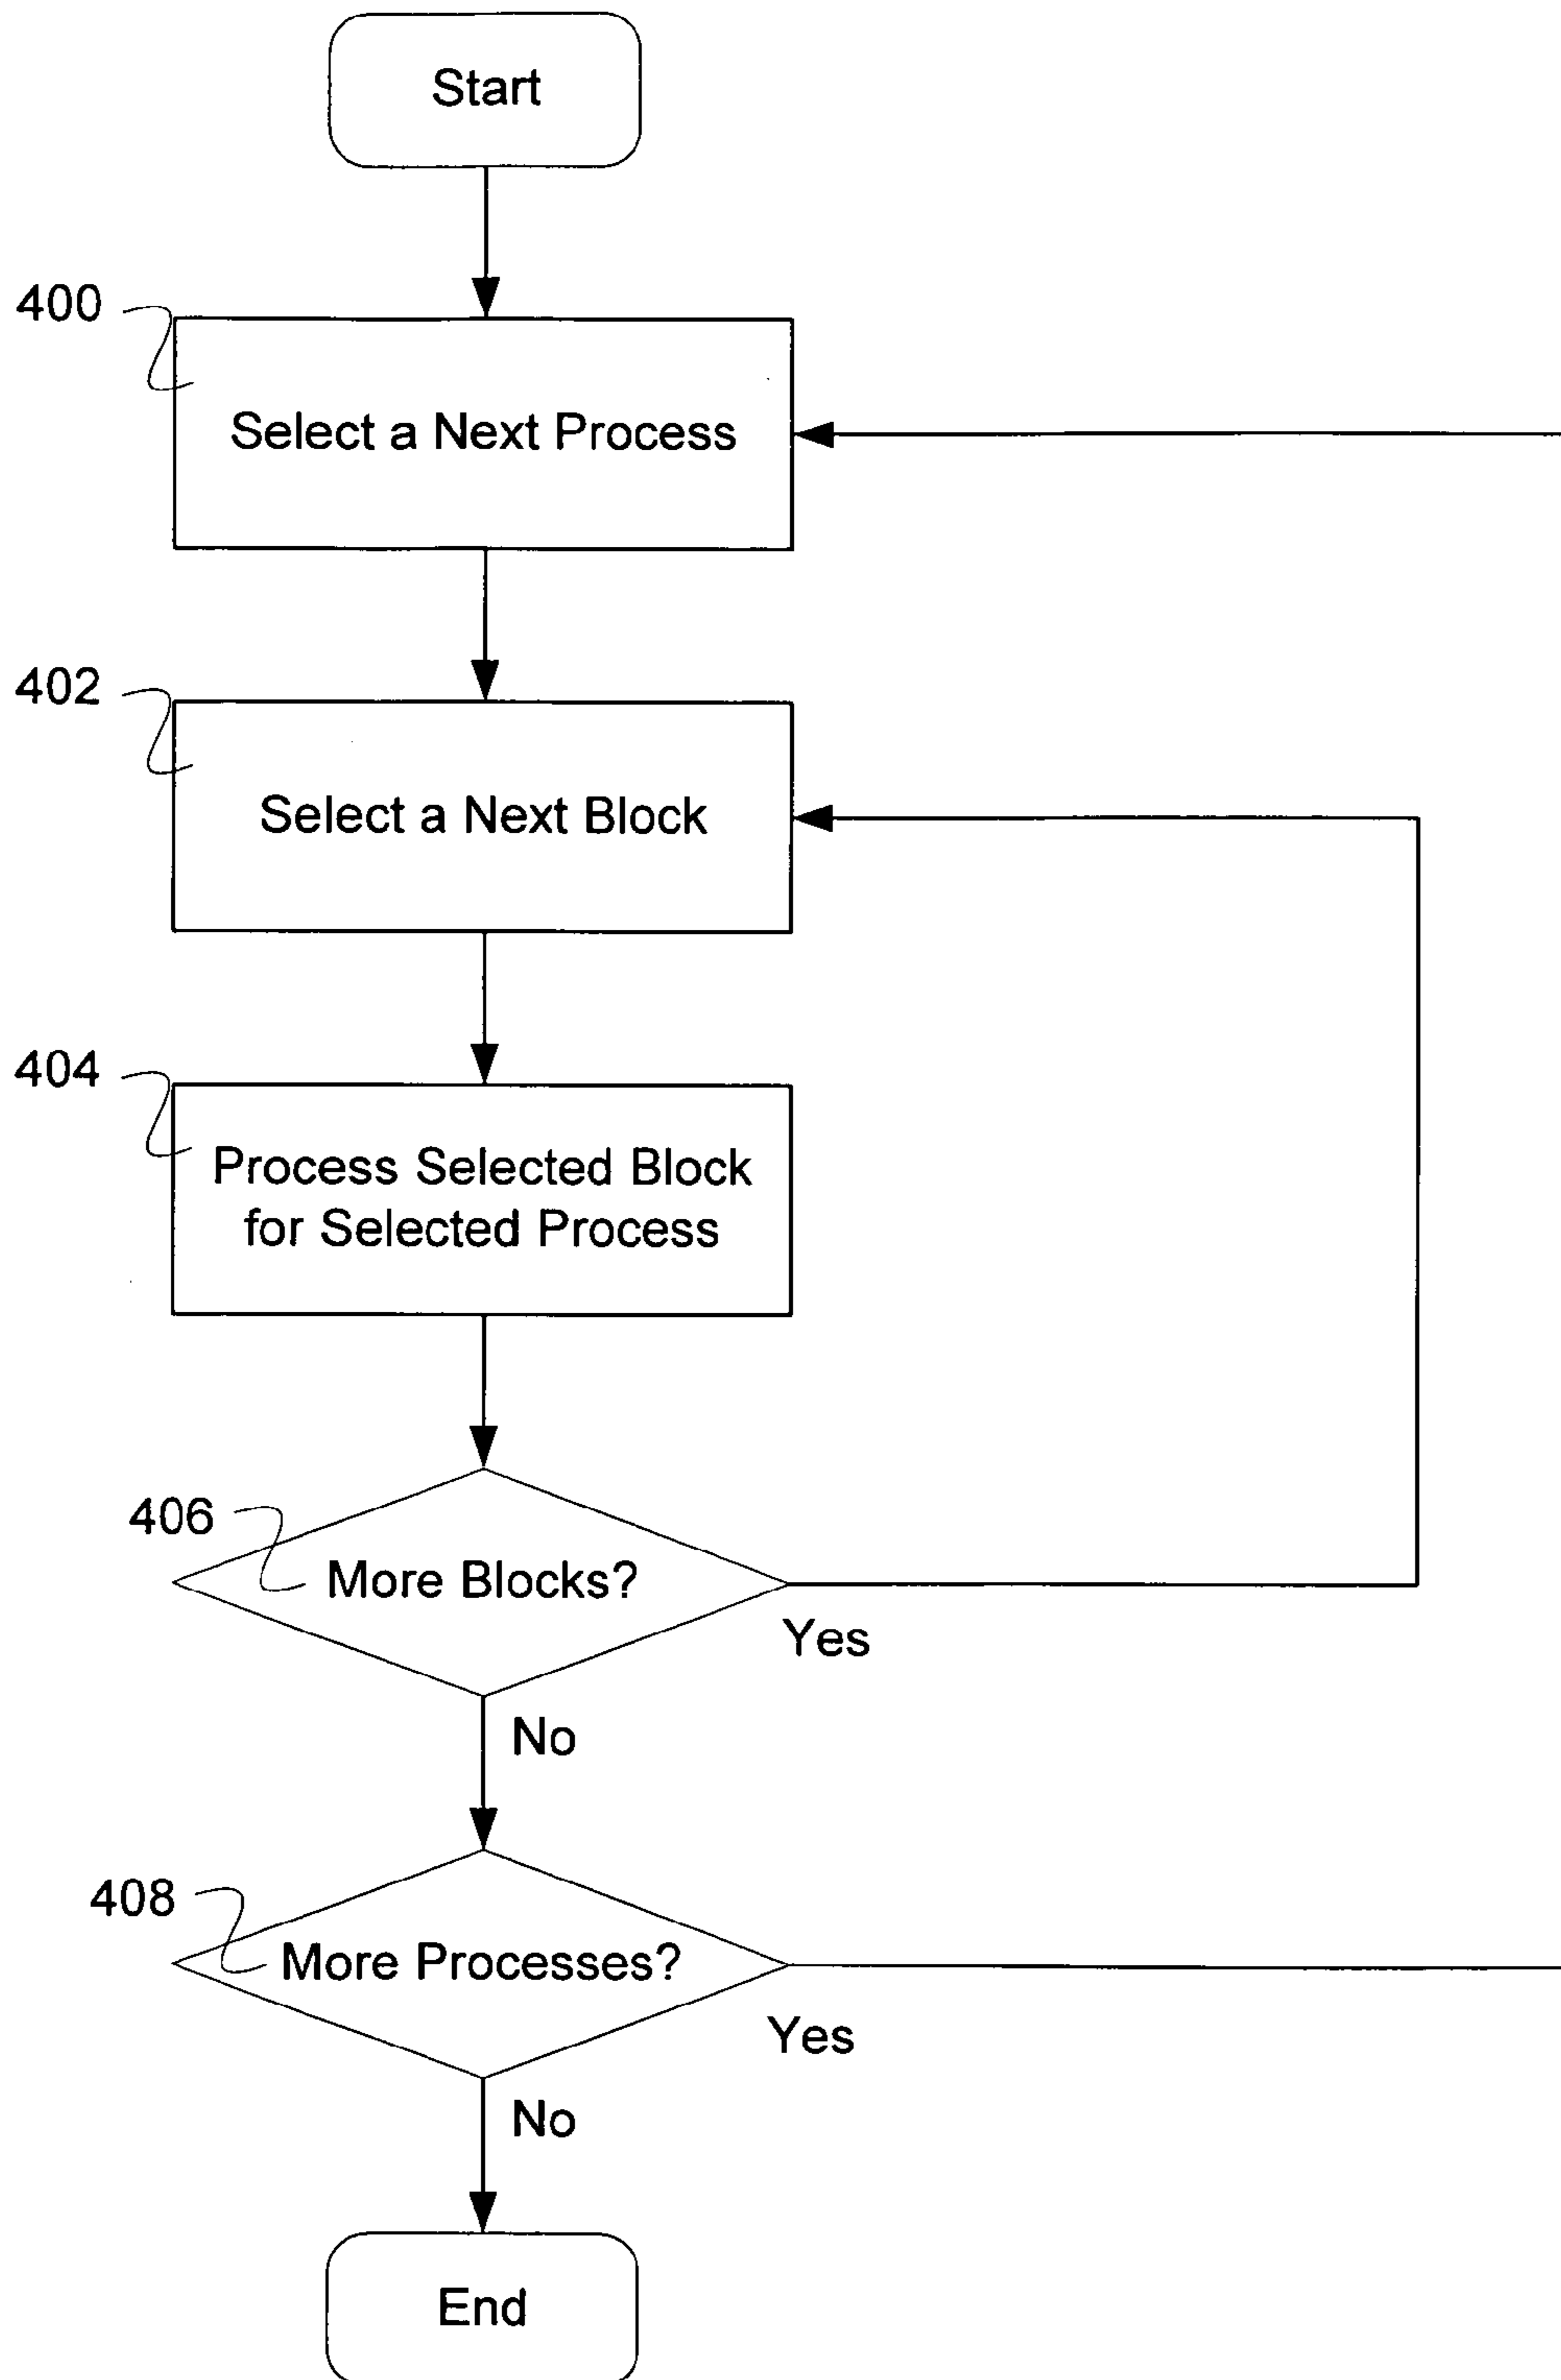 Start
400
Select a Next Process
402
Select a Next Block
404
Process Selected Block
for Selected Process
406
More Blocks?
Yes
No
408
More Processes?
Yes
No
End